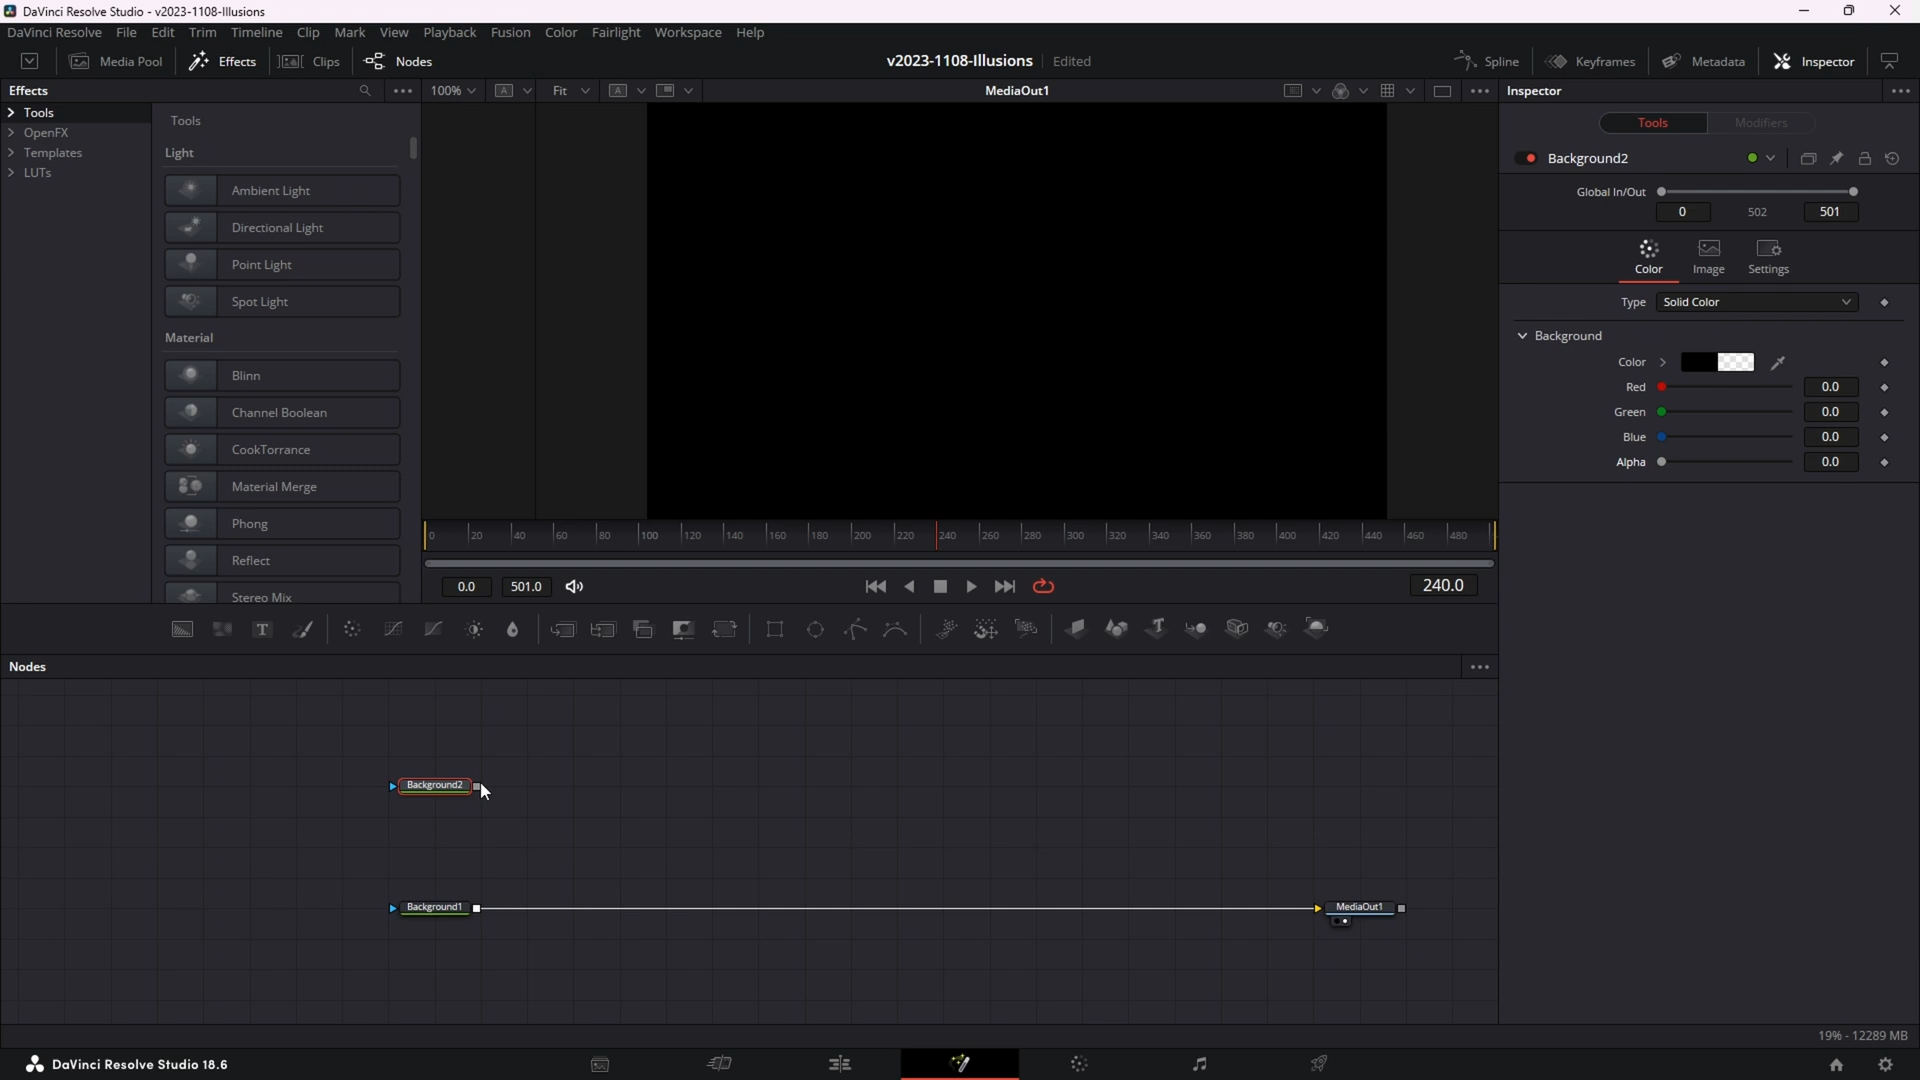 DaVinci Resolve Studio - v2023-1108-Illusions
DaVinci Resolve File Edit Trim Timeline Clip Mark View Playback Fusion Color Fairlight Workspace Help
Media Pool Effects Clips Nodes v2023-1108-Illusions Edited Spline Keyframes Metadata Inspector
Effects 100% A Fit A MediaOut1 Inspector
Tools
OpenFX
Templates
LUTs
Tools
Light
Ambient Light
Directional Light
Point Light
Spot Light
Material
Blinn
Channel Boolean
CookTorrance
Material Merge
Phong
Reflect
Stereo Mix
0 20 40 60 80 100 120 140 160 180 200 220 240 260 280 300 320 340 360 380 400 420 440 460 480
0.0 501.0 240.0
Tools Modifiers
Background2
Global In/Out
0 502 501
Color Image Settings
Type Solid Color
Background
Color
Red 0.0
Green 0.0
Blue 0.0
Alpha 0.0
T
Nodes
Background2
Background1 MediaOut1
19% - 12289 MB
DaVinci Resolve Studio 18.6